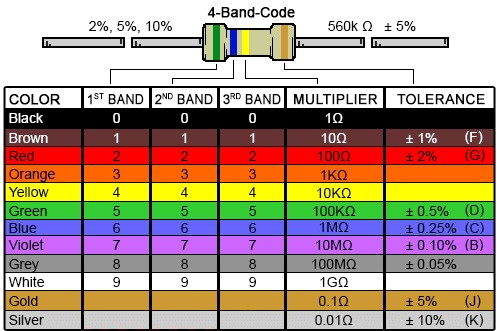 4-Band-Code
2%, 5%, 10%
560k Ω ± 5%
COLOR 1ST BAND 2ND BAND 3RD BAND MULTIPLIER TOLERANCE
Black 0 0 0 1Ω
Brown 1 1 1 10Ω ± 1% (F)
Red 2 2 2 100Ω ± 2% (G)
Orange 3 3 3 1KΩ
Yellow 4 4 4 10KΩ
Green 5 5 5 100KΩ ± 0.5% (D)
Blue 6 6 6 1MΩ ± 0.25% (C)
Violet 7 7 7 10MΩ ± 0.10% (B)
Grey 8 8 8 100MΩ ± 0.05%
White 9 9 9 1GΩ
Gold 0.1Ω ± 5% (J)
Silver 0.01Ω ± 10% (K)